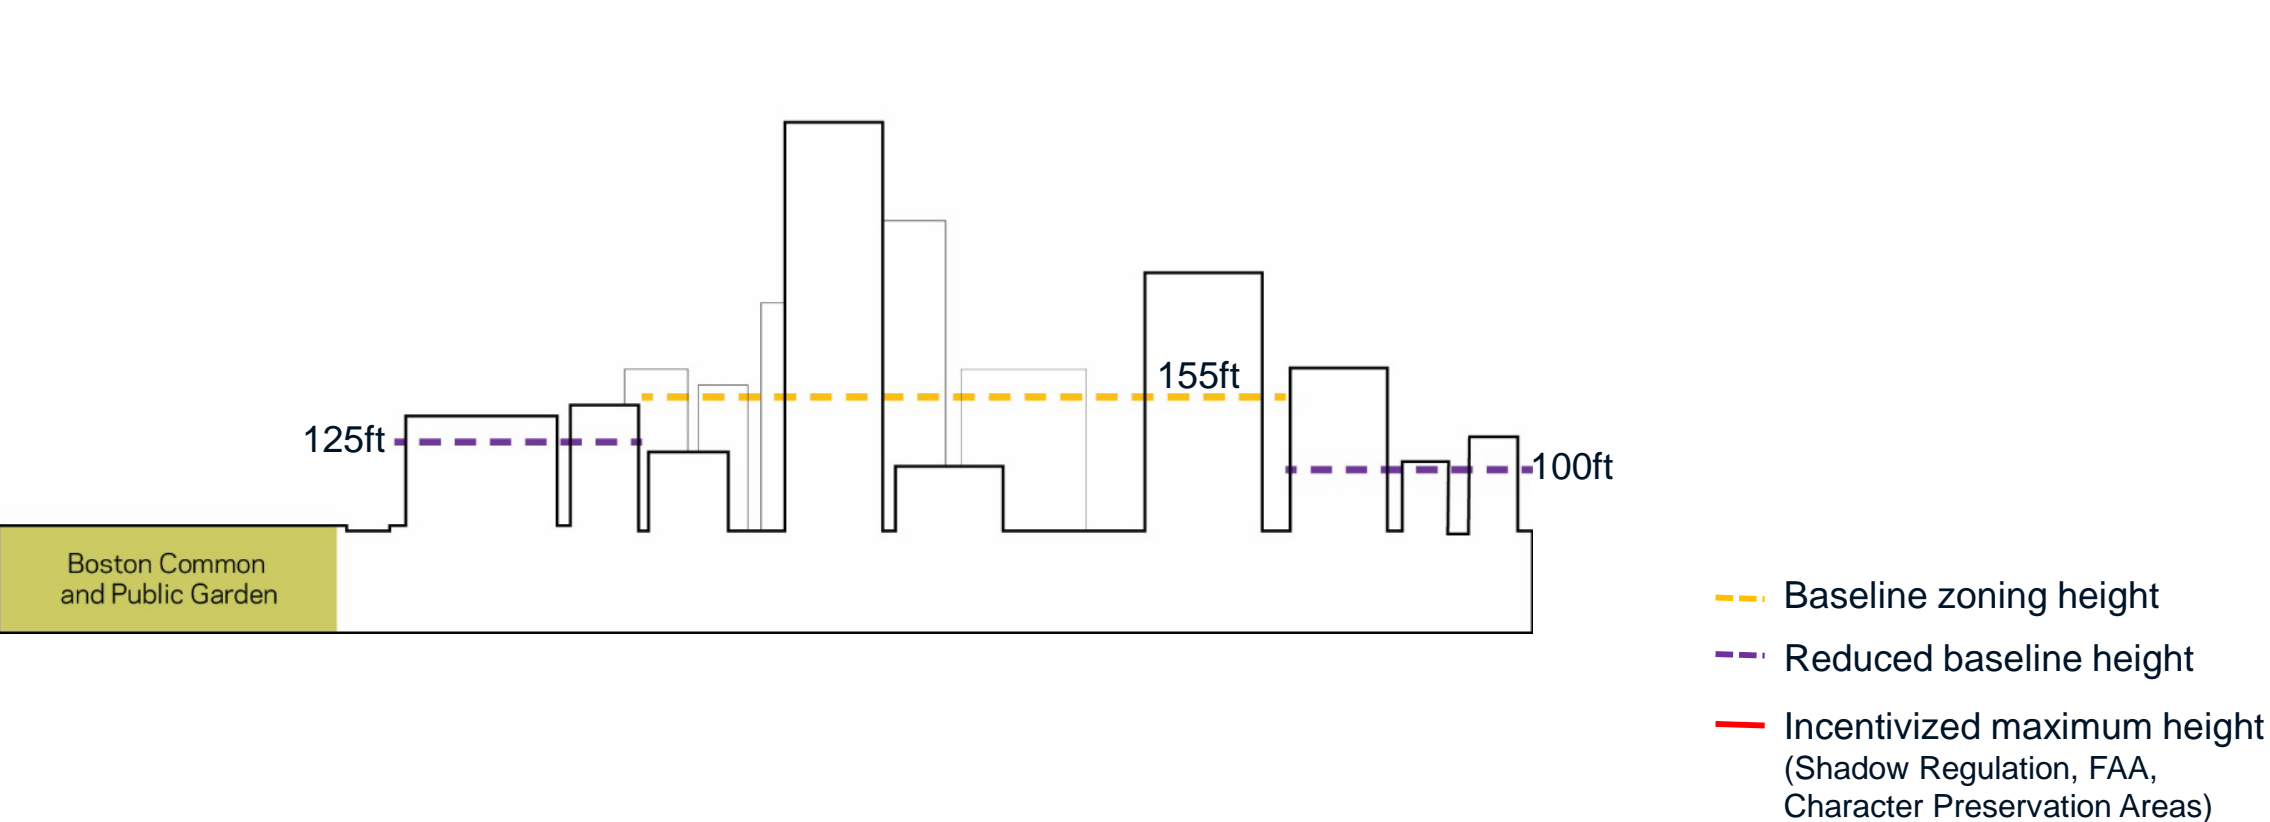 155ft
125ft
100ft
Boston Common
and Public Garden
Baseline zoning height
Reduced baseline height
Incentivized maximum height
(Shadow Regulation, FAA,
Character Preservation Areas)